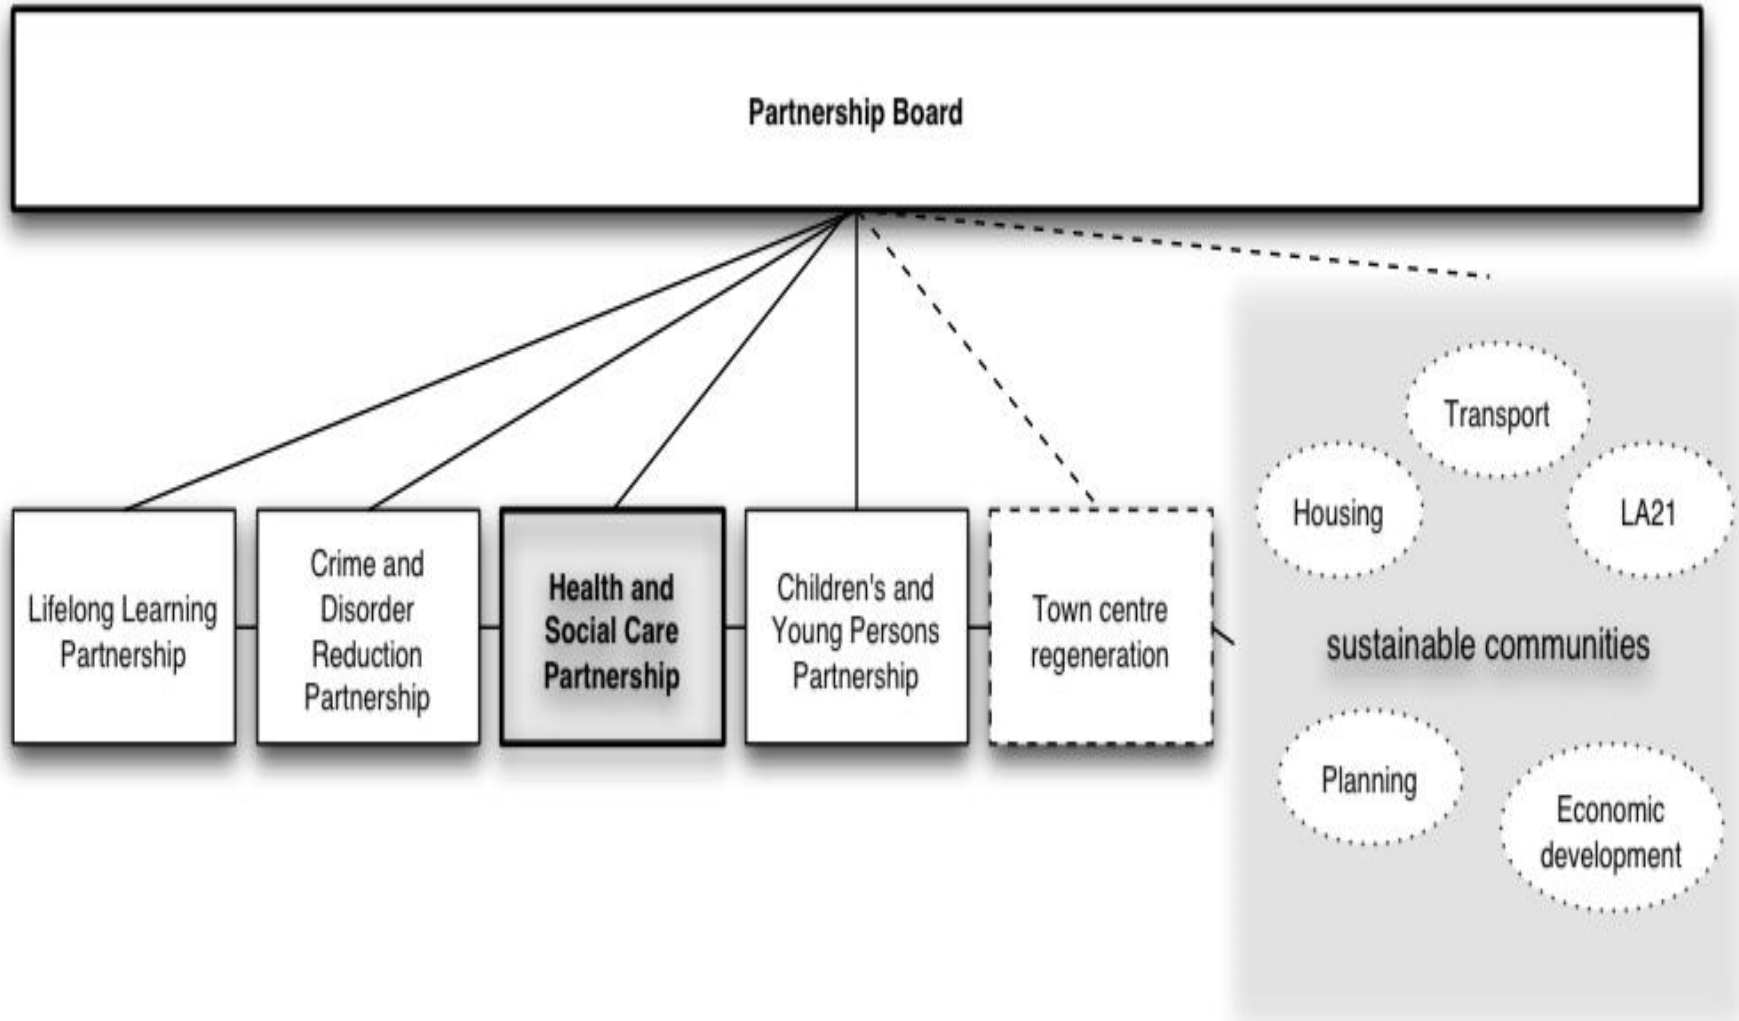 Partnership Board
Lifelong Learning
Partnership
Crime and
Disorder
Reduction
Partnership
Health and
Social Care
Partnership
Children's and
Young Persons
Partnership
Town centre
regeneration
Transport
Housing
LA21
sustainable communities
Planning
Economic
development